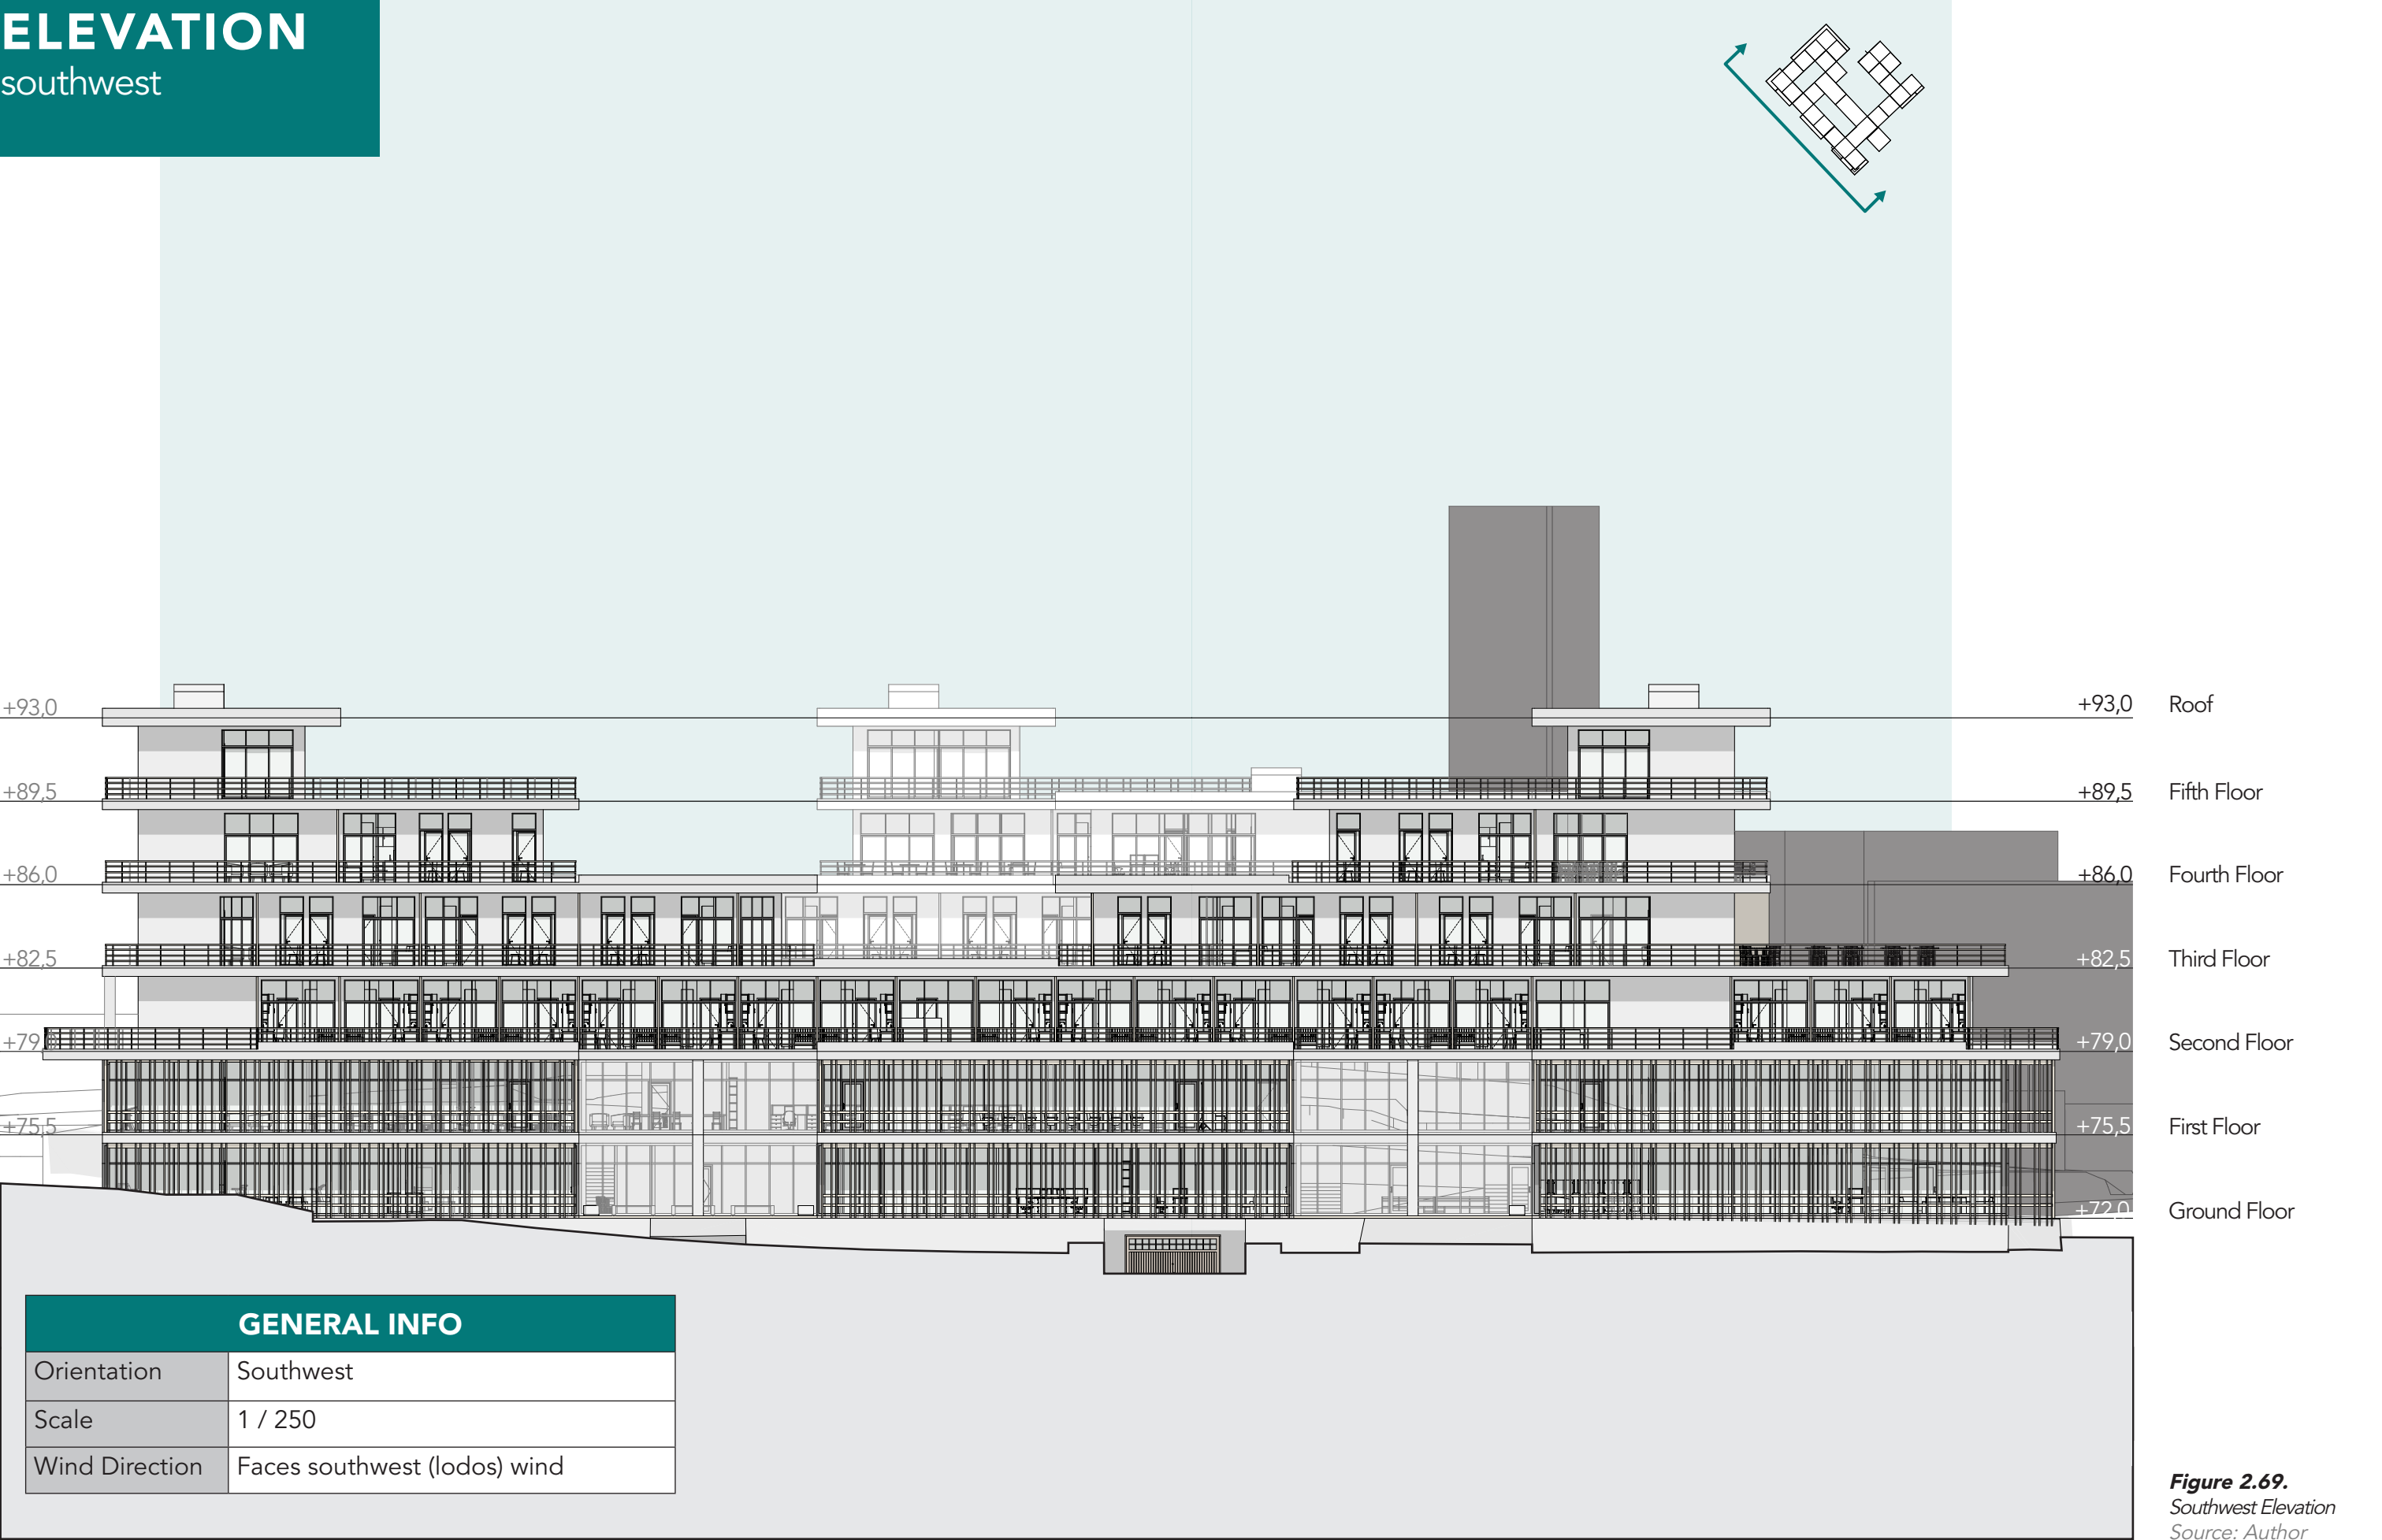 ELEVATION
southwest
+93,0
+93,0 Roof
+89,5
+89,5 Fifth Floor
+86,0
+86,0 Fourth Floor
+82,5
+82,5 Third Floor
+79
+79,0 Second Floor
+75,5
+75,5 First Floor
+72,0 Ground Floor
GENERAL INFO
Orientation Southwest
Scale 1 / 250
Wind Direction Faces southwest (lodos) wind
Figure 2.69.
Southwest Elevation
Source: Author